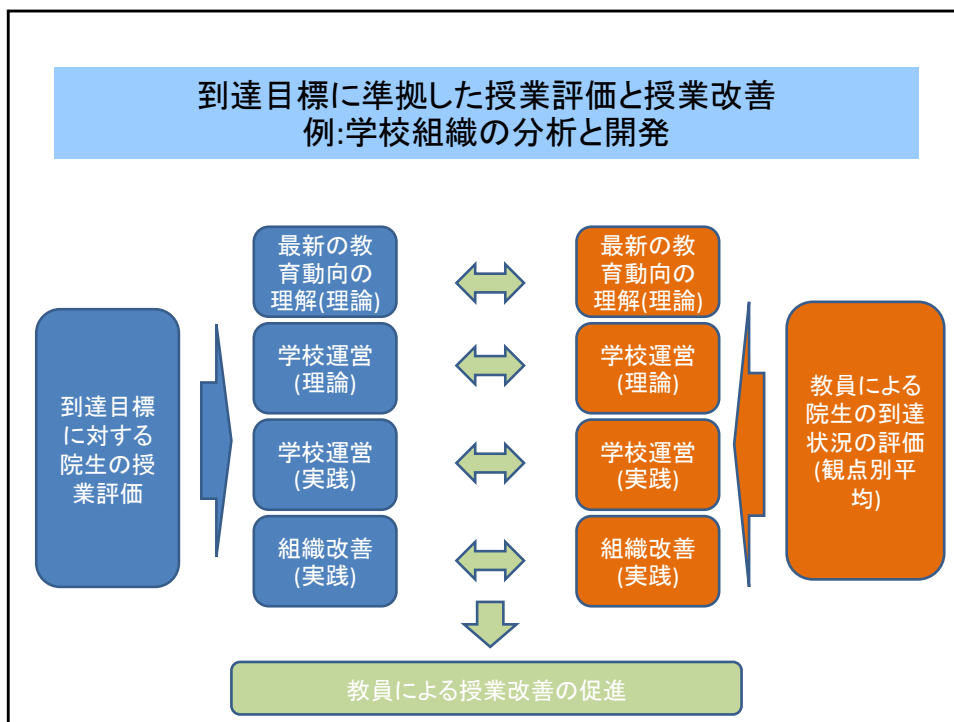 到達目標に準拠した授業評価と授業改善
例:学校組織の分析と開発
到達目標
に対する
院生の授
業評価
最新の教
育動向の
理解(理論)
学校運営
(理論)
学校運営
(実践)
組織改善
(実践)
最新の教
育動向の
理解(理論)
学校運営
(理論)
学校運営
(実践)
組織改善
(実践)
教員による
院生の到達
状況の評価
(観点別平
均)
教員による授業改善の促進